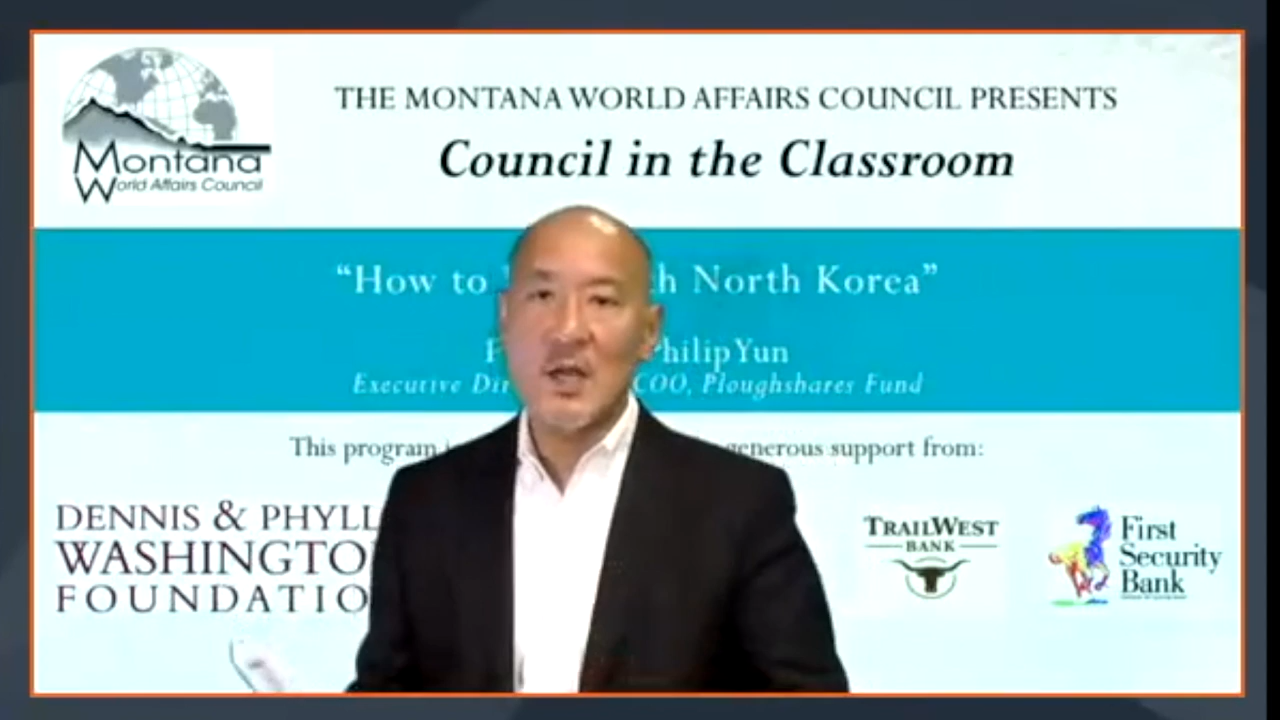 Montana
World Affairs Council
THE MONTANA WORLD AFFAIRS COUNCIL PRESENTS
Council in the Classroom
“How to h North Korea”
Philip Yun
Executive Dir COO, Ploughshares Fund
This program generous support from:
DENNIS & PHYLL
WASHINGTO
FOUNDATIO
TRAILWEST
BANK
First
Security
Bank